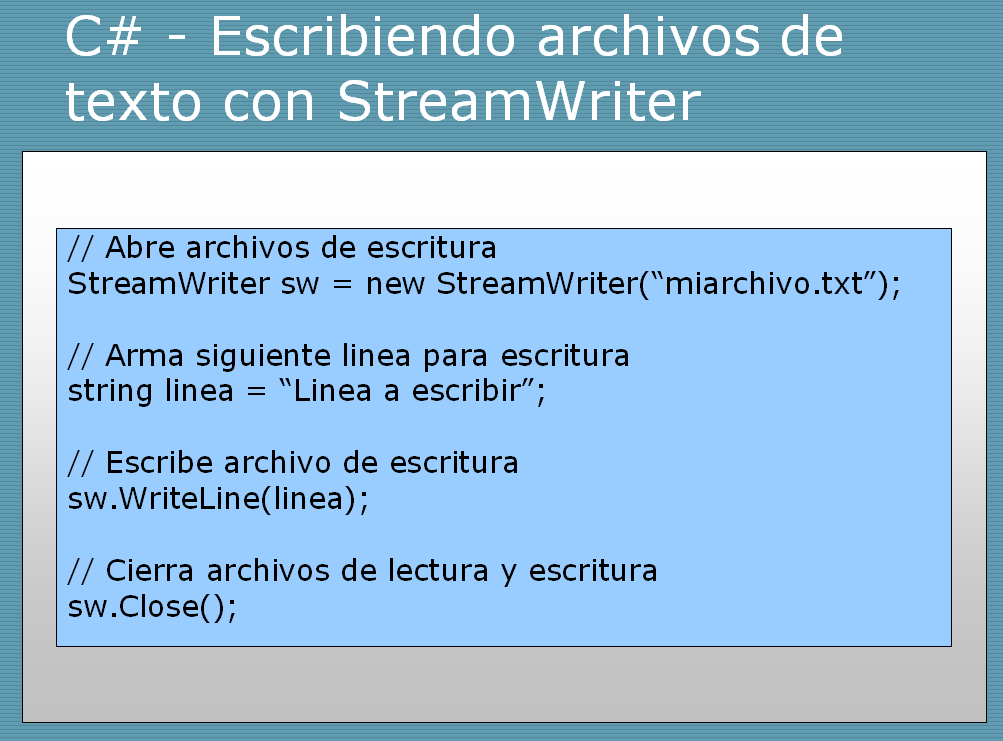 C# - Escribiendo archivos de
texto con StreamWriter
// Abre archivos de escritura
StreamWriter sw = new StreamWriter(“miarchivo.txt”);
// Arma siguiente linea para escritura
string linea = “Linea a escribir”;
// Escribe archivo de escritura
sw.WriteLine(linea);
// Cierra archivos de lectura y escritura
sw.Close();